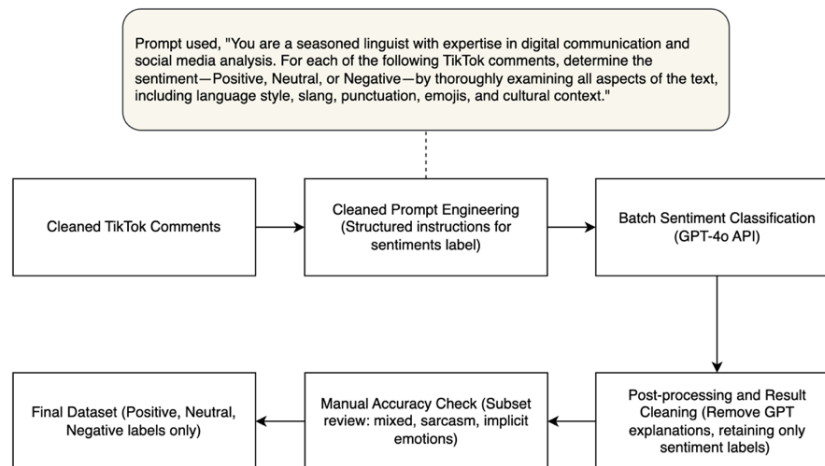 Prompt used, "You are a seasoned linguist with expertise in digital communication and
social media analysis. For each of the following TikTok comments, determine the
sentiment—Positive, Neutral, or Negative—by thoroughly examining all aspects of the text,
including language style, slang, punctuation, emojis, and cultural context."
Cleaned TikTok Comments
Cleaned Prompt Engineering
(Structured instructions for
sentiments label)
Batch Sentiment Classification
(GPT-4o API)
Final Dataset (Positive, Neutral,
Negative labels only)
Manual Accuracy Check (Subset
review: mixed, sarcasm, implicit
emotions)
Post-processing and Result
Cleaning (Remove GPT
explanations, retaining only
sentiment labels)